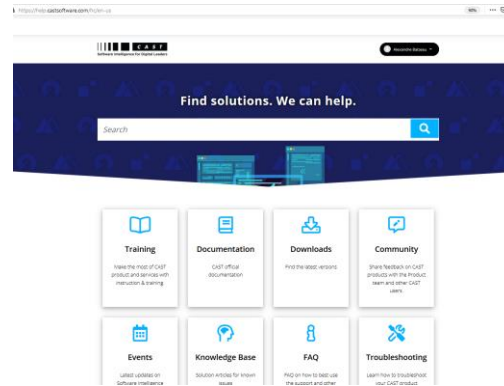 https://help.castsoftware.com/hc/en-us
90%
CAST
Software Intelligence for Digital Leaders
Find solutions. We can help.
Search
Training
Make the most of CAST
product and services with
instruction & training
Documentation
CAST official
documentation
Downloads
Find the latest versions
Community
Share feedback on CAST
products with the Product
team and other CAST
users
Events
Latest updates on
Software Intelligence
Knowledge Base
Solution Articles for known
issues
FAQ
FAQ on how to best use
the support and other
Troubleshooting
Learn how to troubleshoot
your CAST product